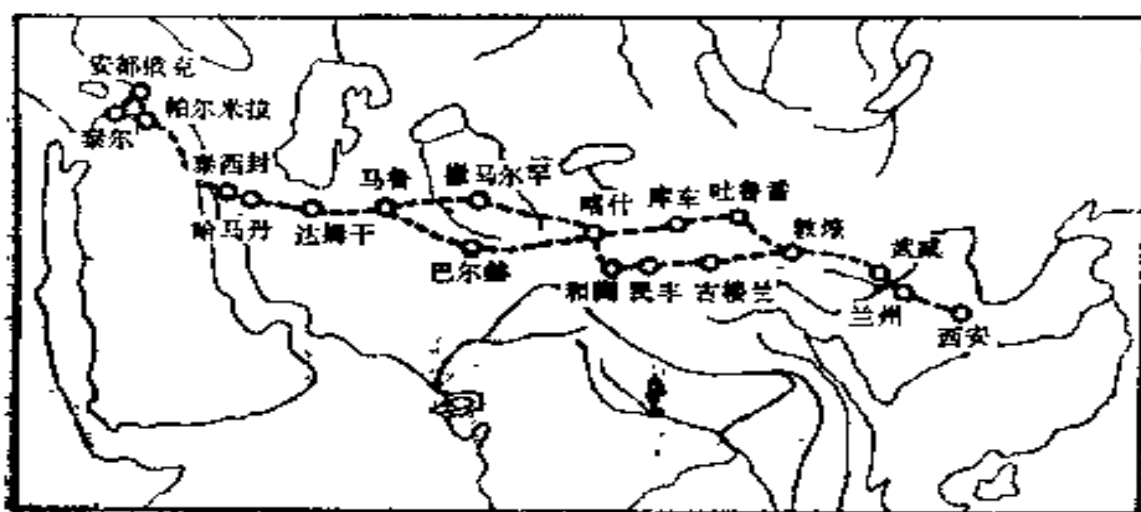 安都俄克
帕尔米拉
泰尔
泰西封
马鲁
撒马尔罕
喀什
库车
吐鲁番
哈马丹
达姆干
敦煌
武威
巴尔赫
和阗
民丰
古楼兰
兰州
西安